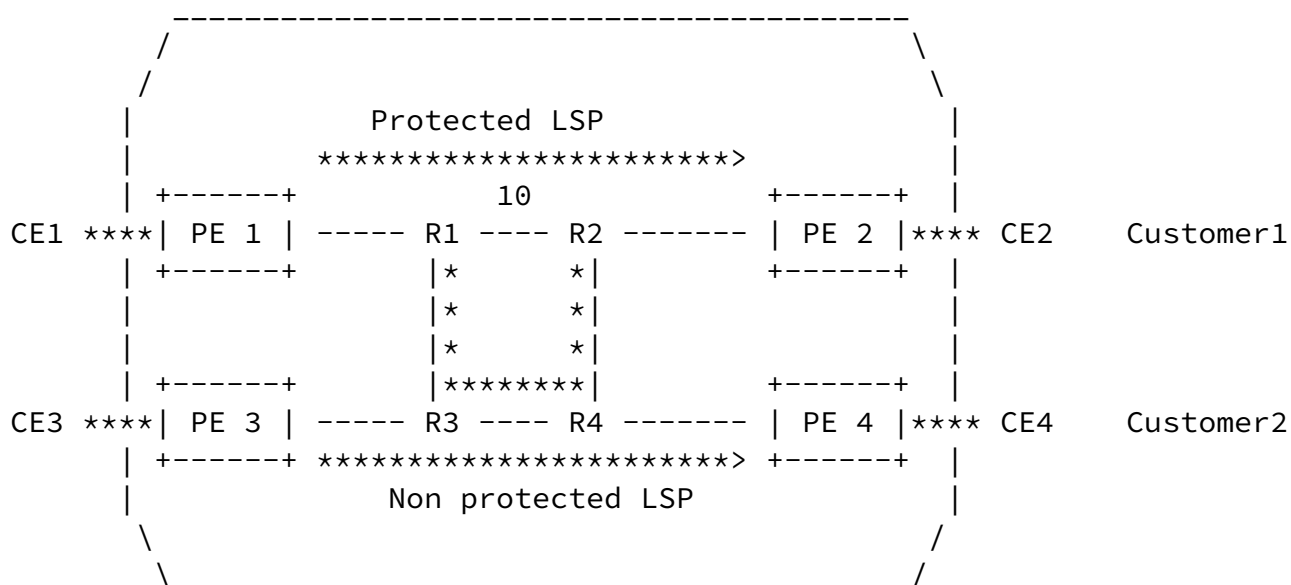 Protected LSP
10
CE1 PE 1 R1 R2 PE 2 CE2 Customer1
CE3 PE 3 R3 R4 PE 4 CE4 Customer2
Non protected LSP